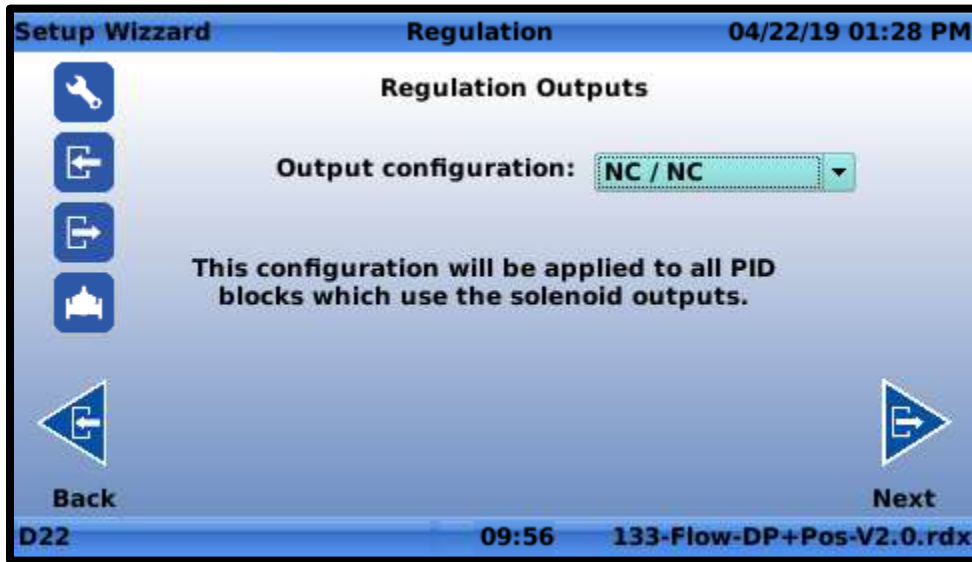 Setup Wizzard Regulation 04/22/19 01:28 PM
Regulation Outputs
Output configuration: NC / NC
This configuration will be applied to all PID
blocks which use the solenoid outputs.
Back Next
D22 09:56 133-Flow-DP+Pos-V2.0.rdx